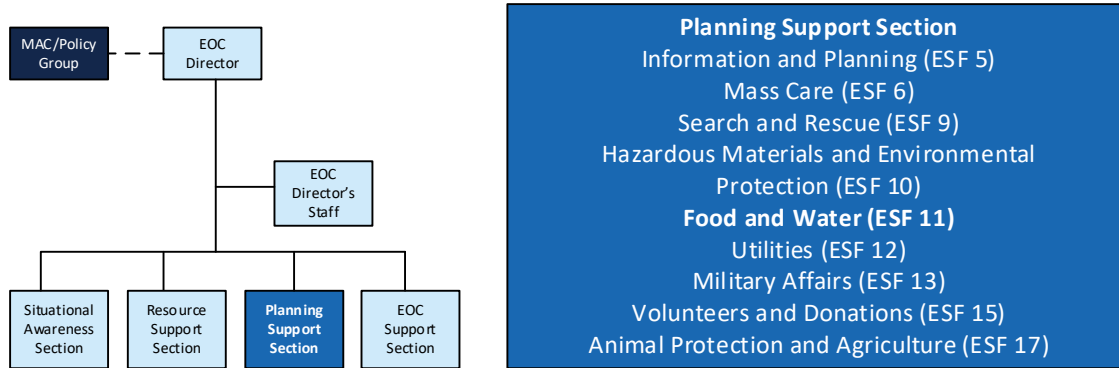 MAC/Policy
Group
EOC
Director
EOC
Director's
Staff
Situational
Awareness
Section
Resource
Support
Section
Planning
Support
Section
EOC
Support
Section
Planning Support Section
Information and Planning (ESF 5)
Mass Care (ESF 6)
Search and Rescue (ESF 9)
Hazardous Materials and Environmental
Protection (ESF 10)
Food and Water (ESF 11)
Utilities (ESF 12)
Military Affairs (ESF 13)
Volunteers and Donations (ESF 15)
Animal Protection and Agriculture (ESF 17)